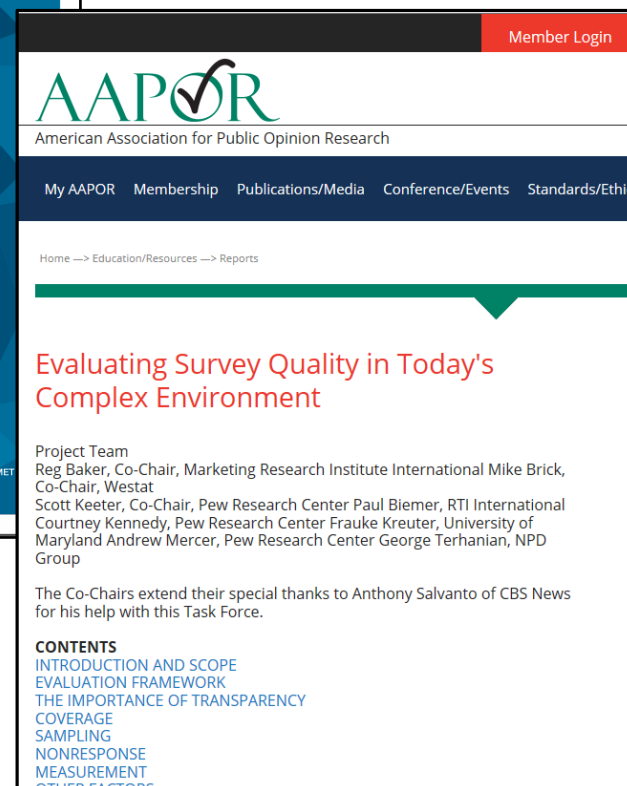 Member Login
AAPOR
American Association for Public Opinion Research
My AAPOR Membership Publications/Media Conference/Events
Home —> Education/Resources —> Reports
Evaluating Survey Quality in Today's
Complex Environment
Project Team
Reg Baker, Co-Chair, Marketing Research Institute International Mike Brick,
Co-Chair, Westat
Scott Keeter, Co-Chair, Pew Research Center Paul Biemer, RTI International
Courtney Kennedy, Pew Research Center Frauke Kreuter, University of
Maryland Andrew Mercer, Pew Research Center George Terhanian, NPD
Group
The Co-Chairs extend their special thanks to Anthony Salvanto of CBS News
for his help with this Task Force.
CONTENTS
INTRODUCTION AND SCOPE
EVALUATION FRAMEWORK
THE IMPORTANCE OF TRANSPARENCY
COVERAGE
SAMPLING
NONRESPONSE
MEASUREMENT
OTHER FACTORS